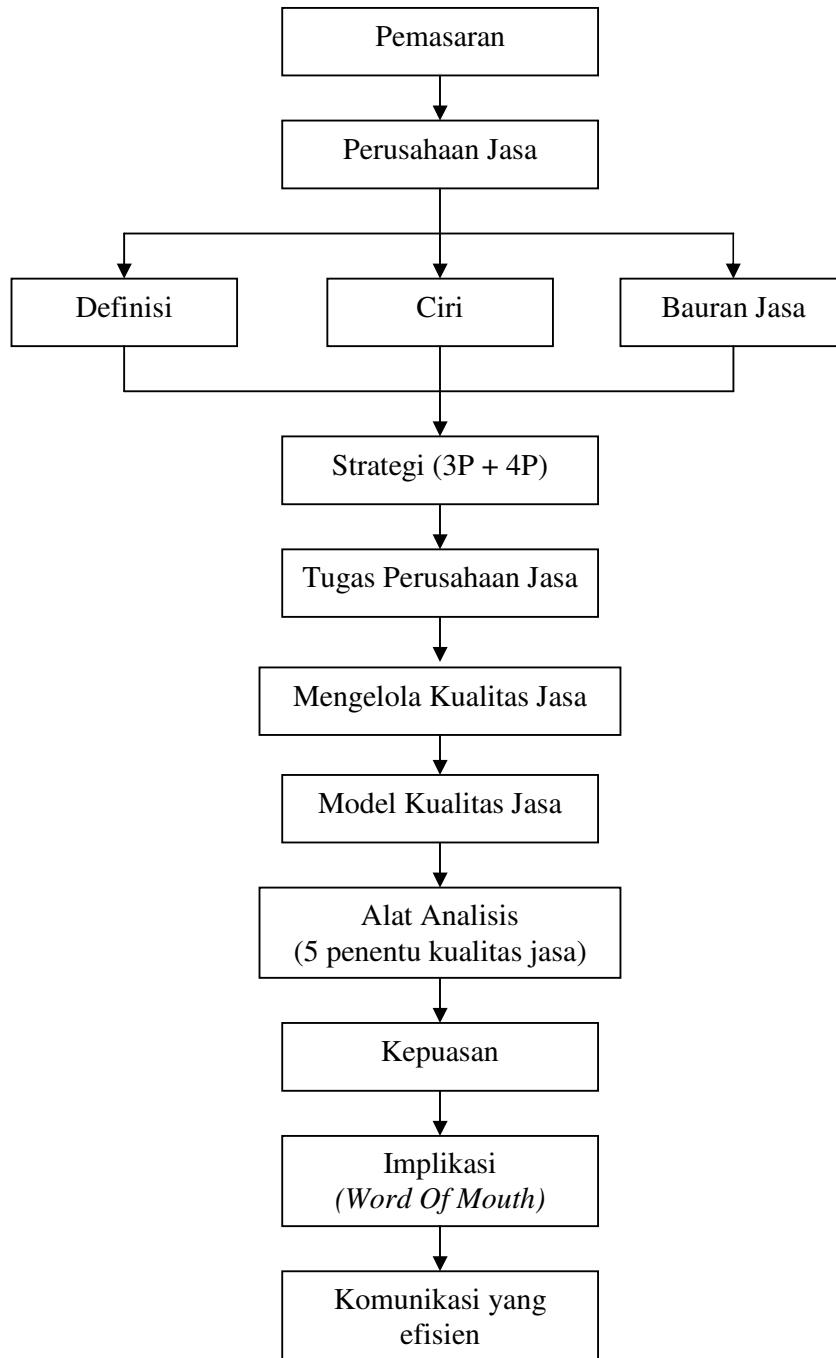 Pemasaran
Perusahaan Jasa
Definisi
Ciri
Bauran Jasa
Strategi (3P + 4P)
Tugas Perusahaan Jasa
Mengelola Kualitas Jasa
Model Kualitas Jasa
Alat Analisis
(5 penentu kualitas jasa)
Kepuasan
Implikasi
(Word Of Mouth)
Komunikasi yang
efisien